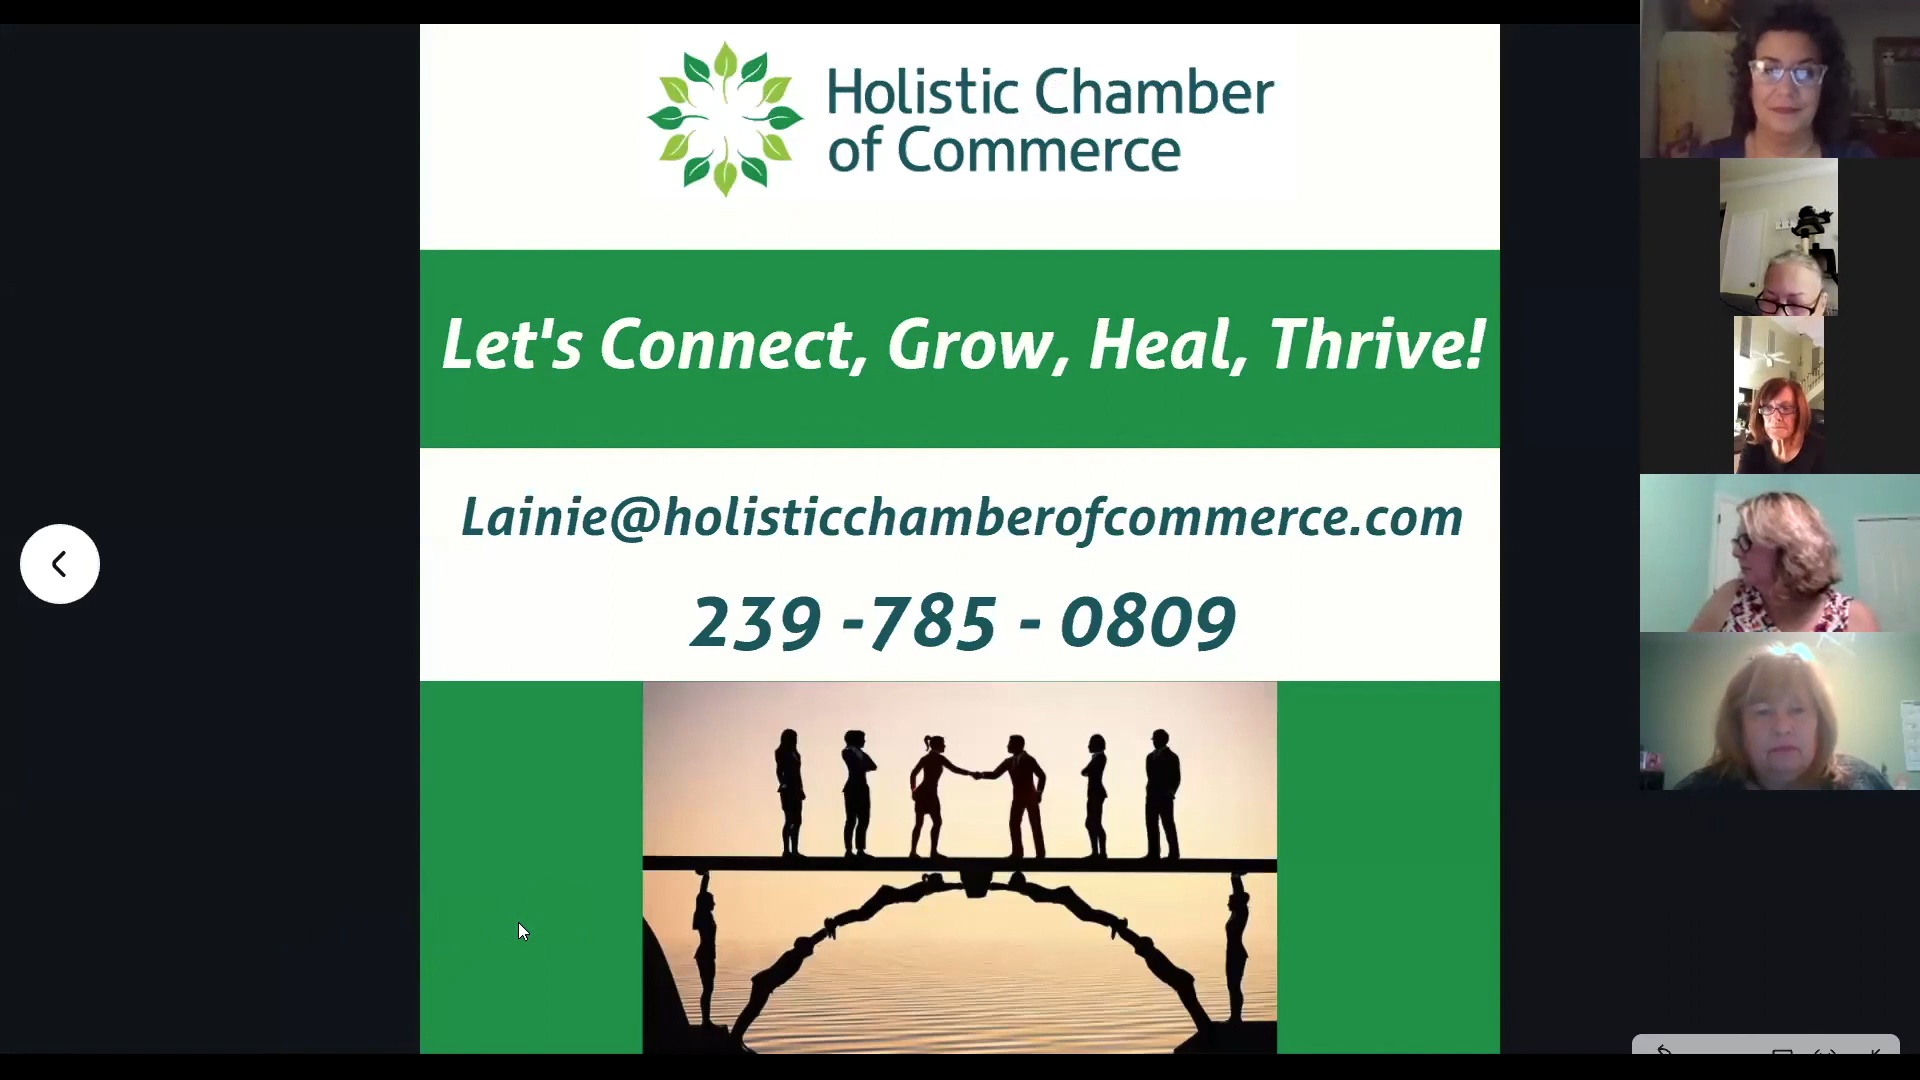 Holistic Chamber
of Commerce
Let's Connect, Grow, Heal, Thrive!
Lainie@holisticchamberofcommerce.com
239 -785 - 0809